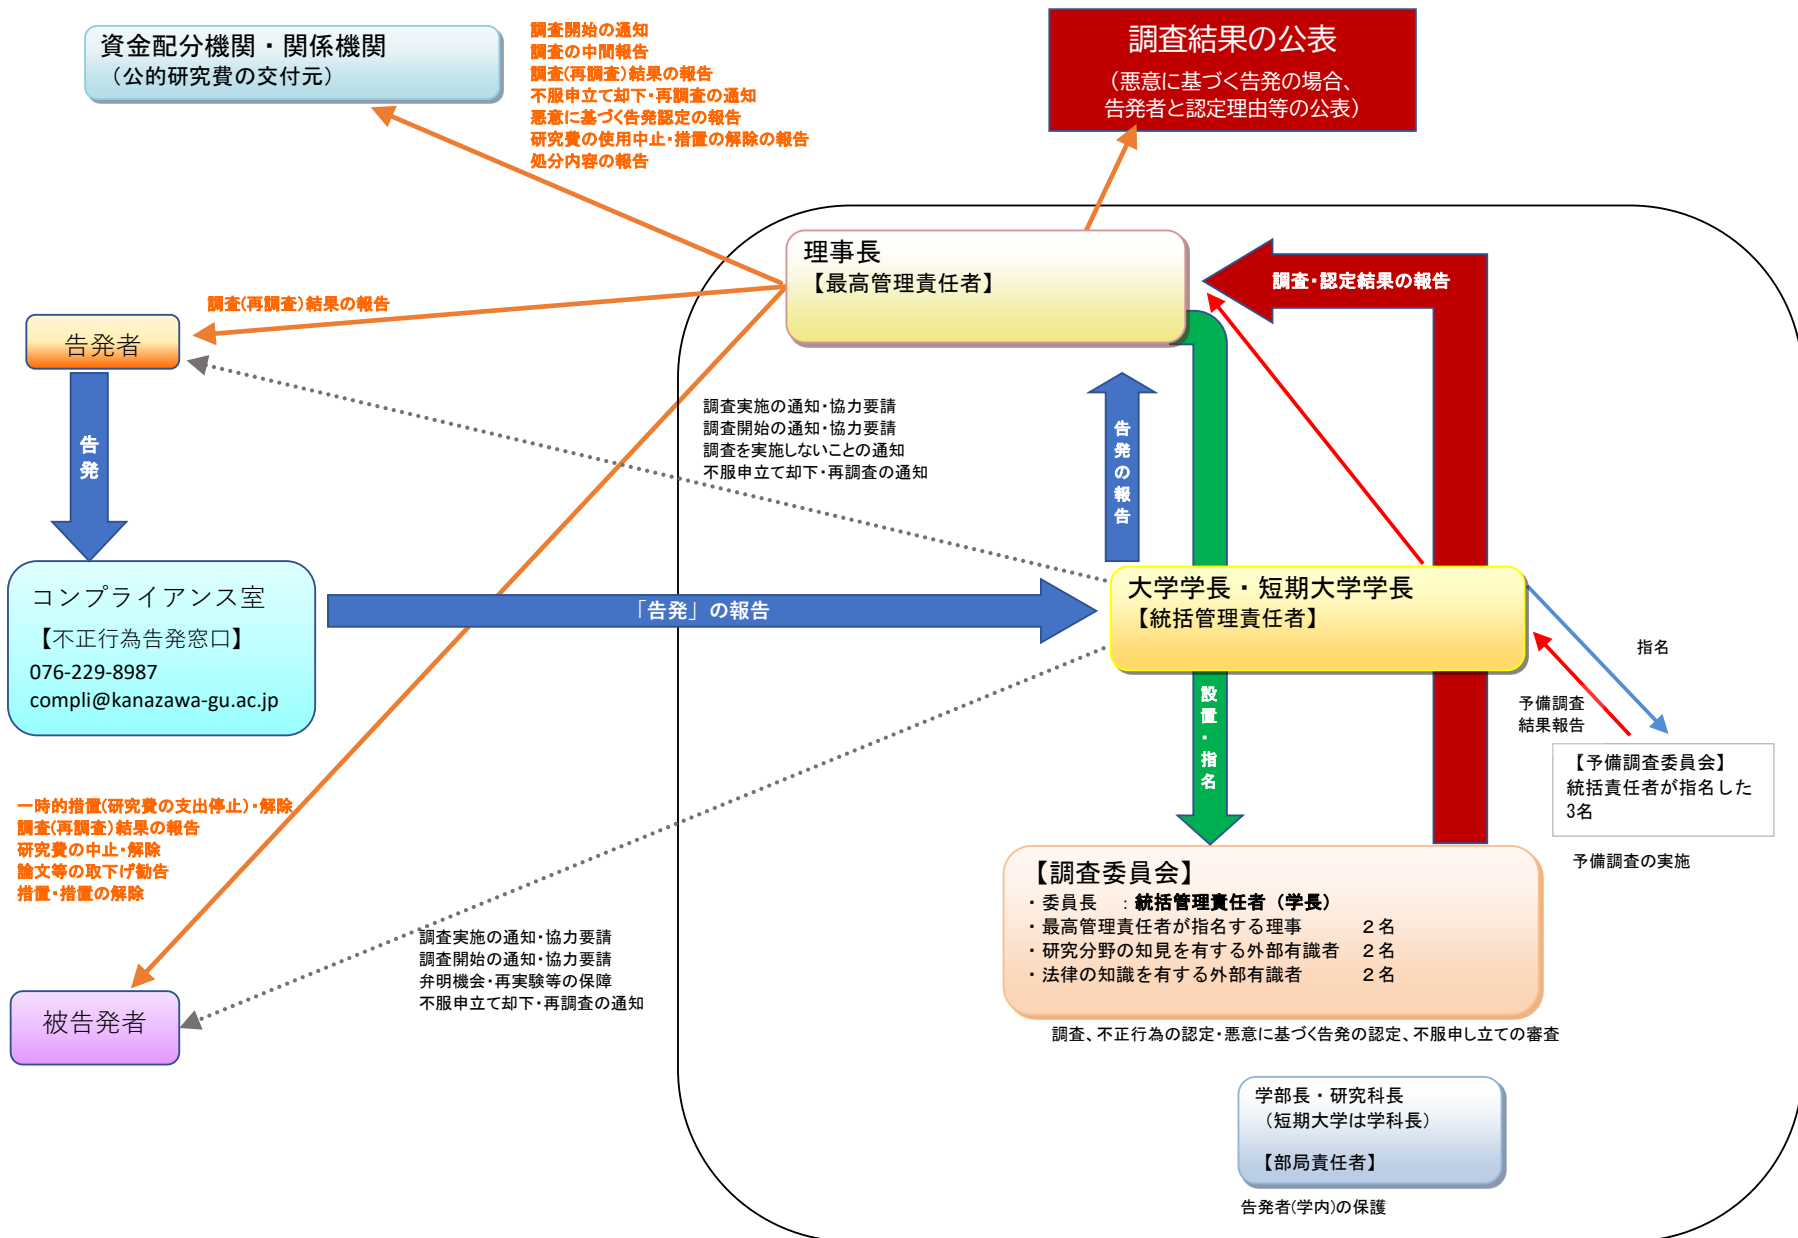 資金配分機関・関係機関
（公的研究費の交付元）
調査開始の通知
調査の中間報告
調査(再調査)結果の報告
不服申立て却下・再調査の通知
悪意に基づく告発認定の報告
研究費の使用中止・措置の解除の報告
処分内容の報告
調査結果の公表
（悪意に基づく告発の場合、
告発者と認定理由等の公表）
理事長
【最高管理責任者】
調査・認定結果の報告
調査(再調査)結果の報告
告発者
告発
調査実施の通知・協力要請
調査開始の通知・協力要請
調査を実施しないことの通知
不服申立て却下・再調査の通知
告発の報告
コンプライアンス室
【不正行為告発窓口】
076-229-8987
compli@kanazawa-gu.ac.jp
「告発」の報告
大学学長・短期大学学長
【統括管理責任者】
指名
予備調査
結果報告
設置・指名
【予備調査委員会】
統括責任者が指名した
3名
予備調査の実施
一時的措置(研究費の支出停止)・解除
調査(再調査)結果の報告
研究費の中止・解除
論文等の取下げ勧告
措置・措置の解除
【調査委員会】
・委員長　：統括管理責任者（学長）
・最高管理責任者が指名する理事　　　２名
・研究分野の知見を有する外部有識者　２名
・法律の知識を有する外部有識者　　　２名
調査、不正行為の認定・悪意に基づく告発の認定、不服申し立ての審査
調査実施の通知・協力要請
調査開始の通知・協力要請
弁明機会・再実験等の保障
不服申立て却下・再調査の通知
被告発者
学部長・研究科長
（短期大学は学科長）
【部局責任者】
告発者(学内)の保護